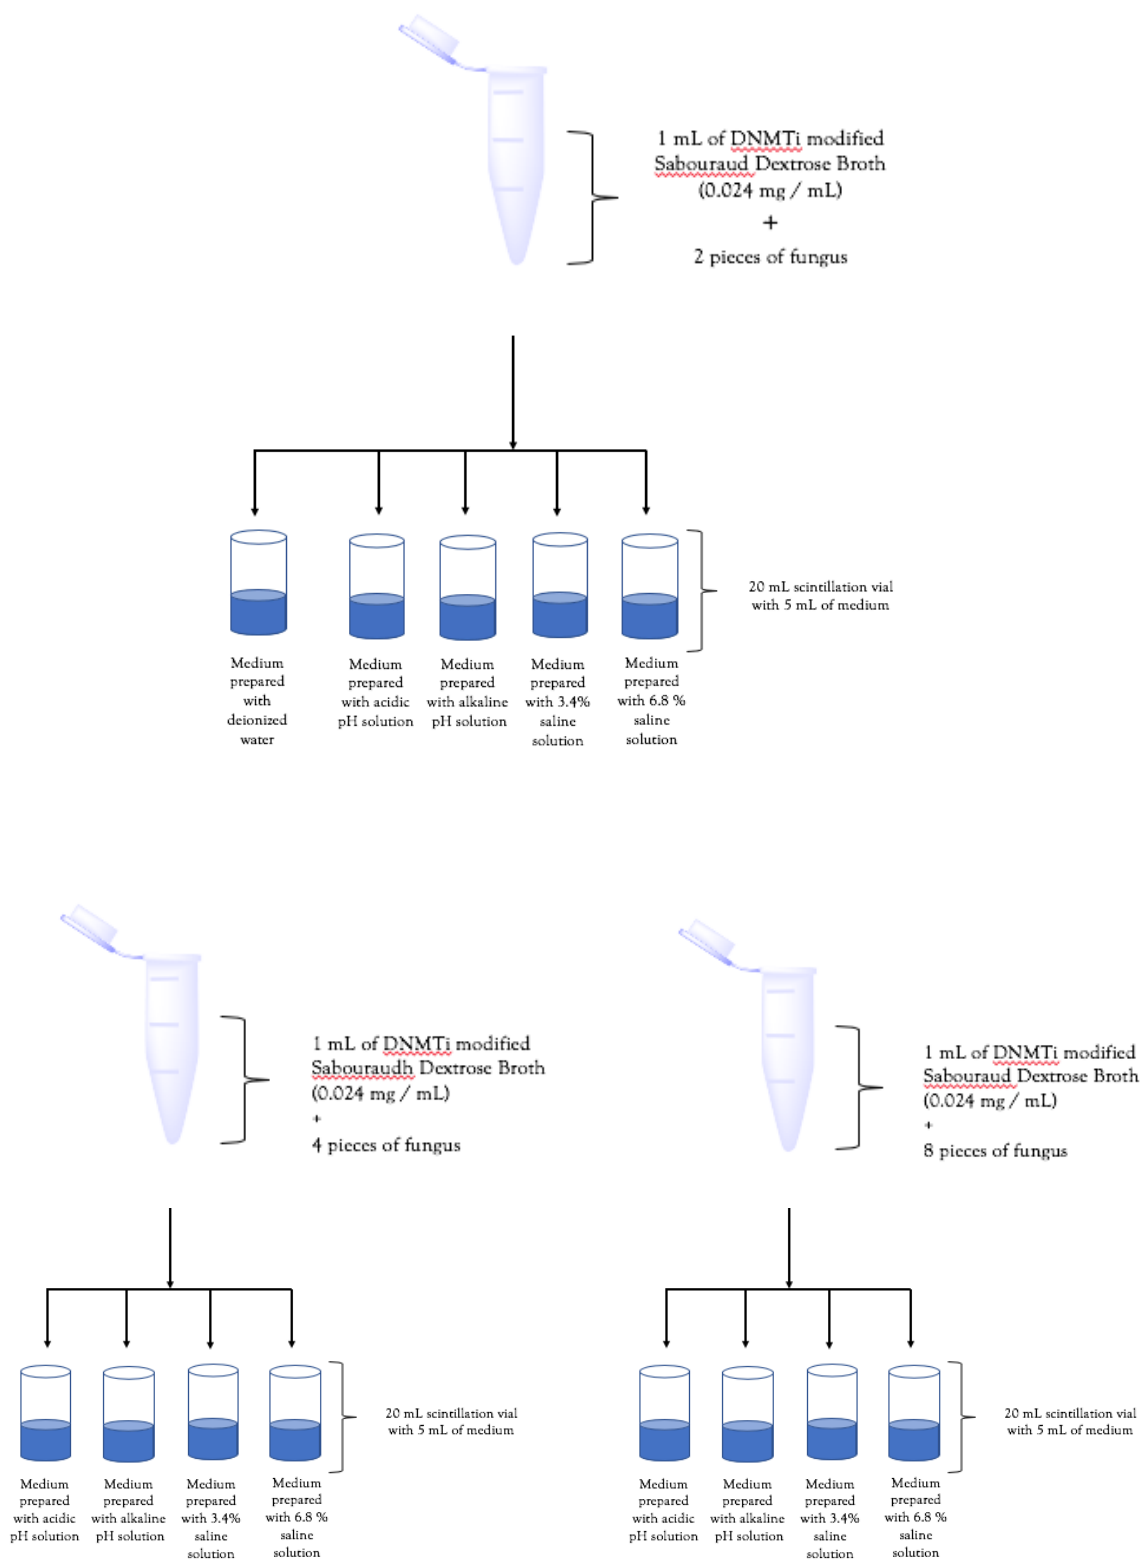 1 mL of DNMTi modified
Sabouraud Dextrose Broth
(0.024 mg / mL)
+
2 pieces of fungus
20 mL scintillation vial
with 5 mL of medium
Medium
prepared
with
deionized
water
Medium
prepared
with acidic
pH solution
Medium
prepared
with alkaline
pH solution
Medium
prepared
with 3.4%
saline
solution
Medium
prepared
with 6.8 %
saline
solution
1 mL of DNMTi modified
Sabouraudh Dextrose Broth
(0.024 mg / mL)
+
4 pieces of fungus
20 mL scintillation vial
with 5 mL of medium
Medium
prepared
with acidic
pH solution
Medium
prepared
with alkaline
pH solution
Medium
prepared
with 3.4%
saline
solution
Medium
prepared
with 6.8 %
saline
solution
1 mL of DNMTi modified
Sabouraud Dextrose Broth
(0.024 mg / mL)
+
8 pieces of fungus
20 mL scintillation vial
with 5 mL of medium
Medium
prepared
with acidic
pH solution
Medium
prepared
with alkaline
pH solution
Medium
prepared
with 3.4%
saline
solution
Medium
prepared
with 6.8 %
saline
solution